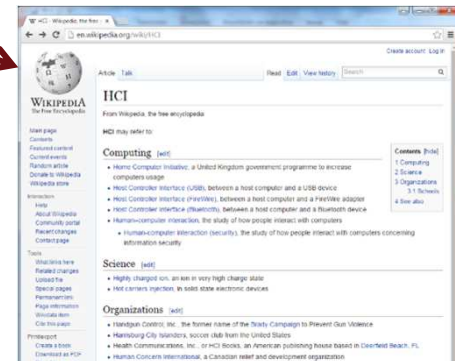 W HCI - Wikipedia, the free
en.wikipedia.org/wiki/HCI
Create account Log in
WIKIPEDIA
The Free Encyclopedia
Article Talk Read Edit View history Search
HCI
From Wikipedia, the free encyclopedia
HCI may refer to:
Computing [edit]
• Home Computer Initiative, a United Kingdom government programme to increase
computers usage
• Host Controller Interface (USB), between a host computer and a USB device
• Host Controller Interface (FireWire), between a host computer and a FireWire adapter
• Host Controller Interface (Bluetooth), between a host computer and a Bluetooth device
• Human–computer interaction, the study of how people interact with computers
• Human–computer interaction (security), the study of how people interact with computers concerning
information security
Science [edit]
• Highly charged ion, an ion in very high charge state
• Hot carriers injection, in solid state electronic devices
Organizations [edit]
• Handgun Control, Inc., the former name of the Brady Campaign to Prevent Gun Violence
• Harrisburg City Islanders, soccer club from the United States
• Health Communications, Inc., or HCI Books, an American publishing house based in Deerfield Beach, FL
• Human Concern International, a Canadian relief and development organization
Contents [hide]
1 Computing
2 Science
3 Organizations
3.1 Schools
4 See also
Main page
Contents
Featured content
Current events
Random article
Donate to Wikipedia
Wikipedia store
Interaction
Help
About Wikipedia
Community portal
Recent changes
Contact page
Tools
What links here
Related changes
Upload file
Special pages
Permanent link
Page information
Wikidata item
Cite this page
Print/export
Create a book
Download as PDF